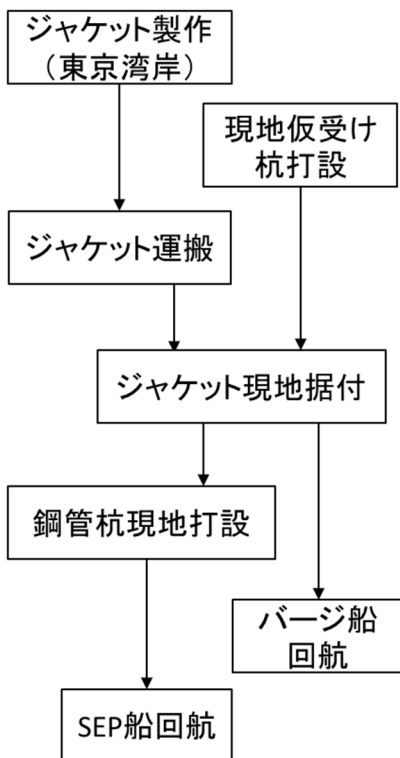 ジャケット製作
（東京湾岸）
現地仮受け
杭打設
ジャケット運搬
ジャケット現地据付
鋼管杭現地打設
バージ船
回航
SEP船回航